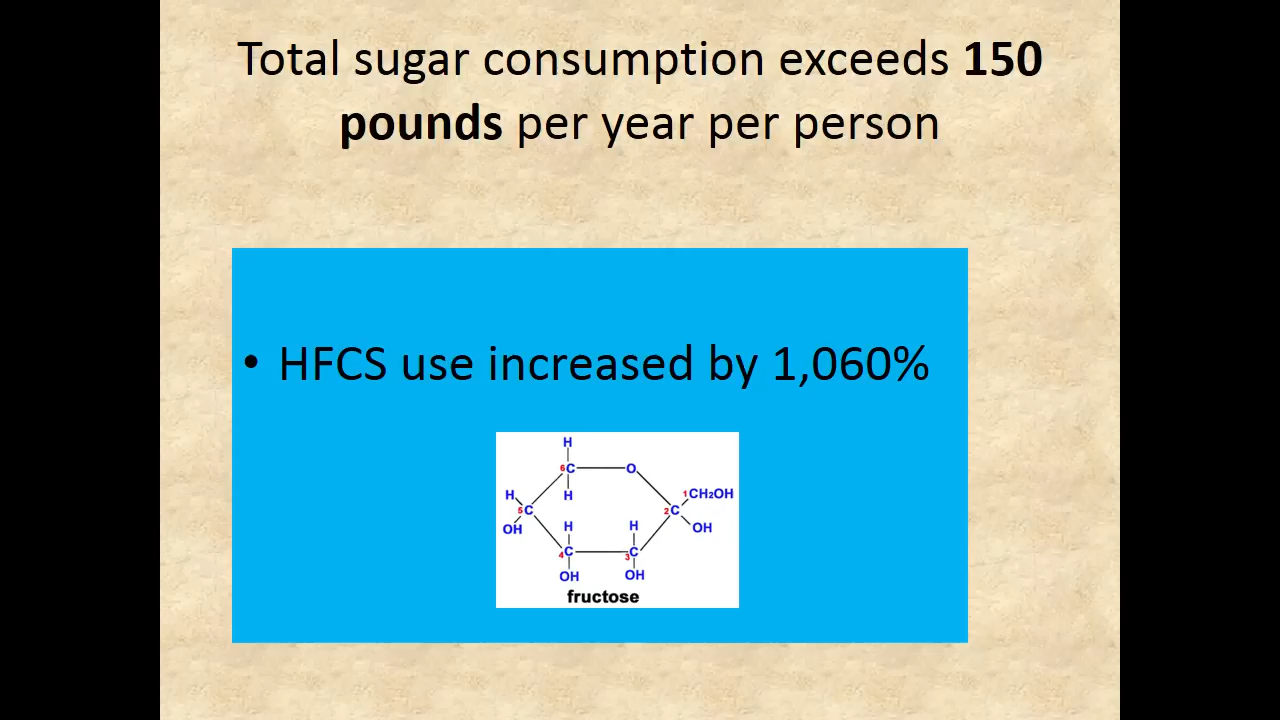 Total sugar consumption exceeds 150
pounds per year per person
• HFCS use increased by 1,060%
H
6C O
H 1CH₂OH
H
5C 2C
OH H H OH
4C 3C
OH OH
fructose